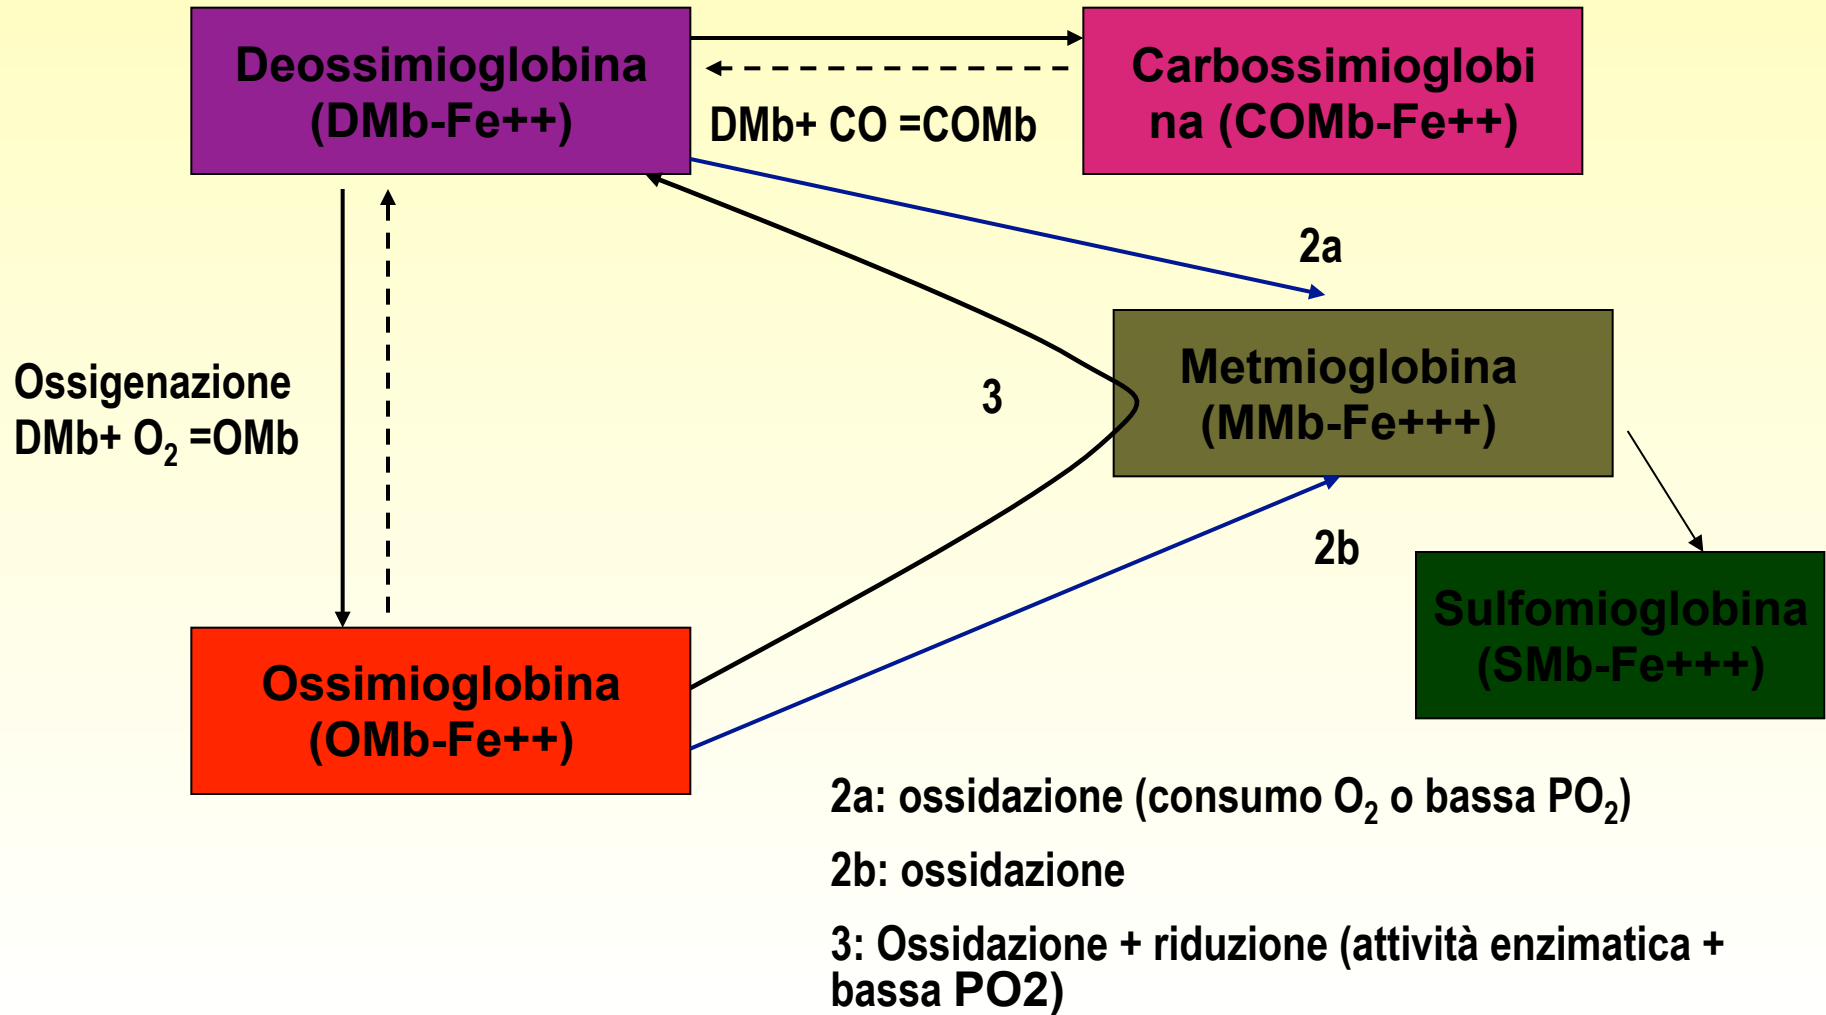 Deossimioglobina
(DMb-Fe++)
Carbossimioglobi
na (COMb-Fe++)
DMb+ CO =COMb
2a
Metmioglobina
(MMb-Fe+++)
Ossigenazione
DMb+ O₂ =OMb
3
2b
Sulfomioglobina
(SMb-Fe+++)
Ossimioglobina
(OMb-Fe++)
2a: ossidazione (consumo O₂ o bassa PO₂)
2b: ossidazione
3: Ossidazione + riduzione (attività enzimatica +
bassa PO2)